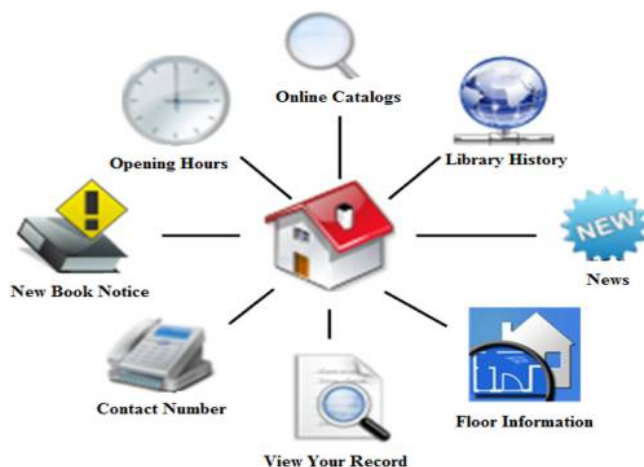 Online Catalogs
Opening Hours
Library History
NEW
New Book Notice
News
Contact Number
Floor Information
View Your Record